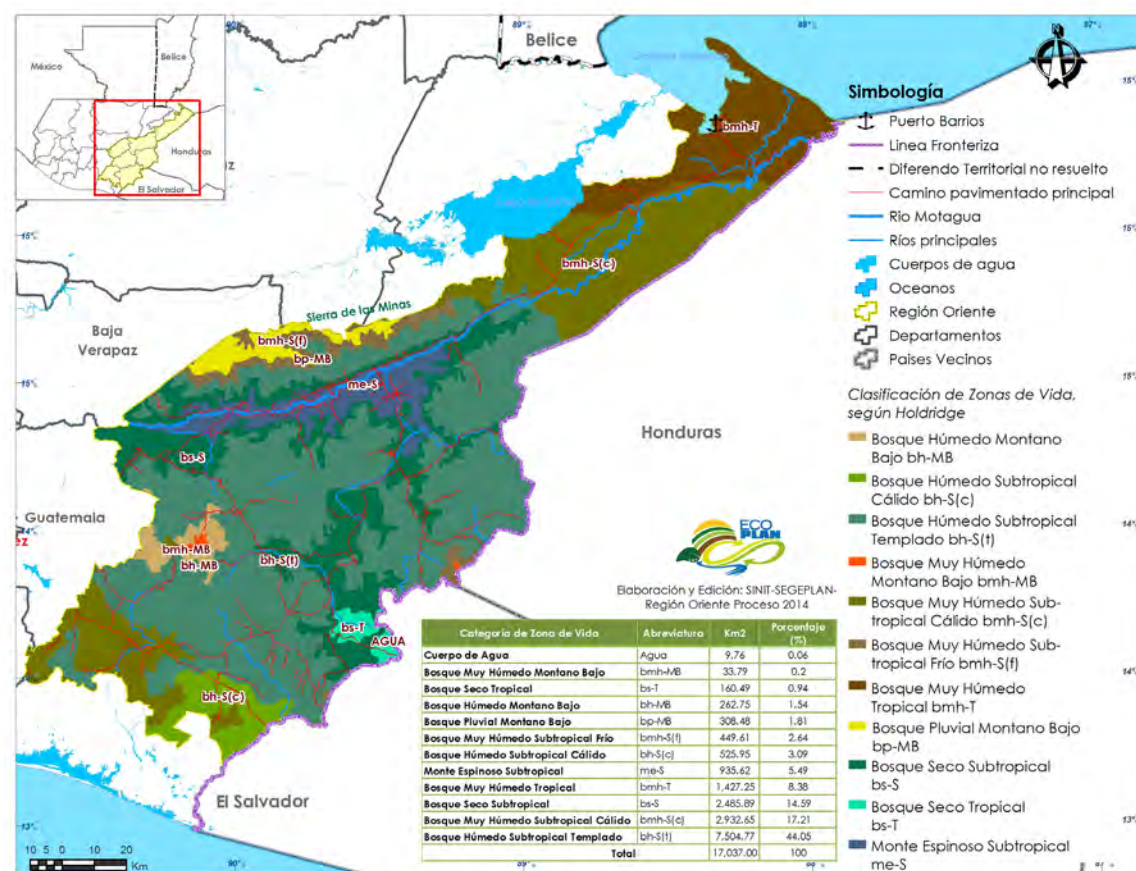 México
Belice
Honduras
El Salvador
90°
89°
88°
87°
Belice
N
bmh-T
bmh-S(c)
Sierra de las Minas
bmh-S(f)
bp-MB
me-S
Baja
Verapaz
bs-S
Honduras
Guatemala
bmh-MB
bh-MB
bh-S(t)
bs-T
AGUA
bh-S(c)
El Salvador
10 5 0 10 20
Km
Simbología
Puerto Barrios
Linea Fronteriza
Diferendo Territorial no resuelto
Camino pavimentado principal
Rio Motagua
Ríos principales
Cuerpos de agua
Oceanos
Región Oriente
Departamentos
Paises Vecinos
Clasificación de Zonas de Vida,
según Holdridge
Bosque Húmedo Montano
Bajo bh-MB
Bosque Húmedo Subtropical
Cálido bh-S(c)
Bosque Húmedo Subtropical
Templado bh-S(t)
Bosque Muy Húmedo
Montano Bajo bmh-MB
Bosque Muy Húmedo Sub-
tropical Cálido bmh-S(c)
Bosque Muy Húmedo Sub-
tropical Frío bmh-S(f)
Bosque Muy Húmedo
Tropical bmh-T
Bosque Pluvial Montano Bajo
bp-MB
Bosque Seco Subtropical
bs-S
Bosque Seco Tropical
bs-T
Monte Espinoso Subtropical
me-S
ECO
PLAN
Elaboración y Edición: SINIT-SEGEPLAN-
Región Oriente Proceso 2014
Categoría de Zona de Vida Abreviatura Km2 Porcentaje (%)
Cuerpo de Agua Agua 9.76 0.06
Bosque Muy Húmedo Montano Bajo bmh-MB 33.79 0.2
Bosque Seco Tropical bs-T 160.49 0.94
Bosque Húmedo Montano Bajo bh-MB 262.75 1.54
Bosque Pluvial Montano Bajo bp-MB 308.48 1.81
Bosque Muy Húmedo Subtropical Frío bmh-S(f) 449.61 2.64
Bosque Húmedo Subtropical Cálido bh-S(c) 525.95 3.09
Monte Espinoso Subtropical me-S 935.62 5.49
Bosque Muy Húmedo Tropical bmh-T 1,427.25 8.38
Bosque Seco Subtropical bs-S 2,485.89 14.59
Bosque Muy Húmedo Subtropical Cálido bmh-S(c) 2,932.65 17.21
Bosque Húmedo Subtropical Templado bh-S(t) 7,504.77 44.05
Total 17,037.00 100